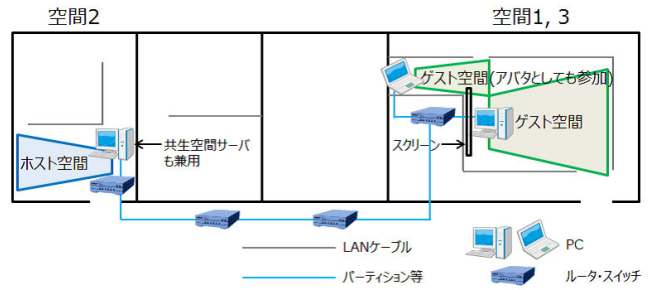 空間2
空間1, 3
ゲスト空間(アバタとしても参加)
ゲスト空間
スクリーン
共生空間サーバ
も兼用
ホスト空間
LANケーブル
パーティション等
PC
ルータ・スイッチ